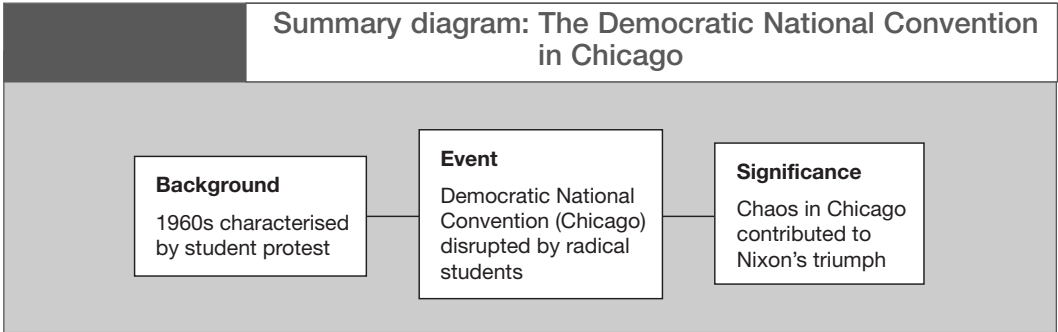 Summary diagram: The Democratic National Convention
in Chicago
Background
1960s characterised
by student protest
Event
Democratic National
Convention (Chicago)
disrupted by radical
students
Significance
Chaos in Chicago
contributed to
Nixon’s triumph